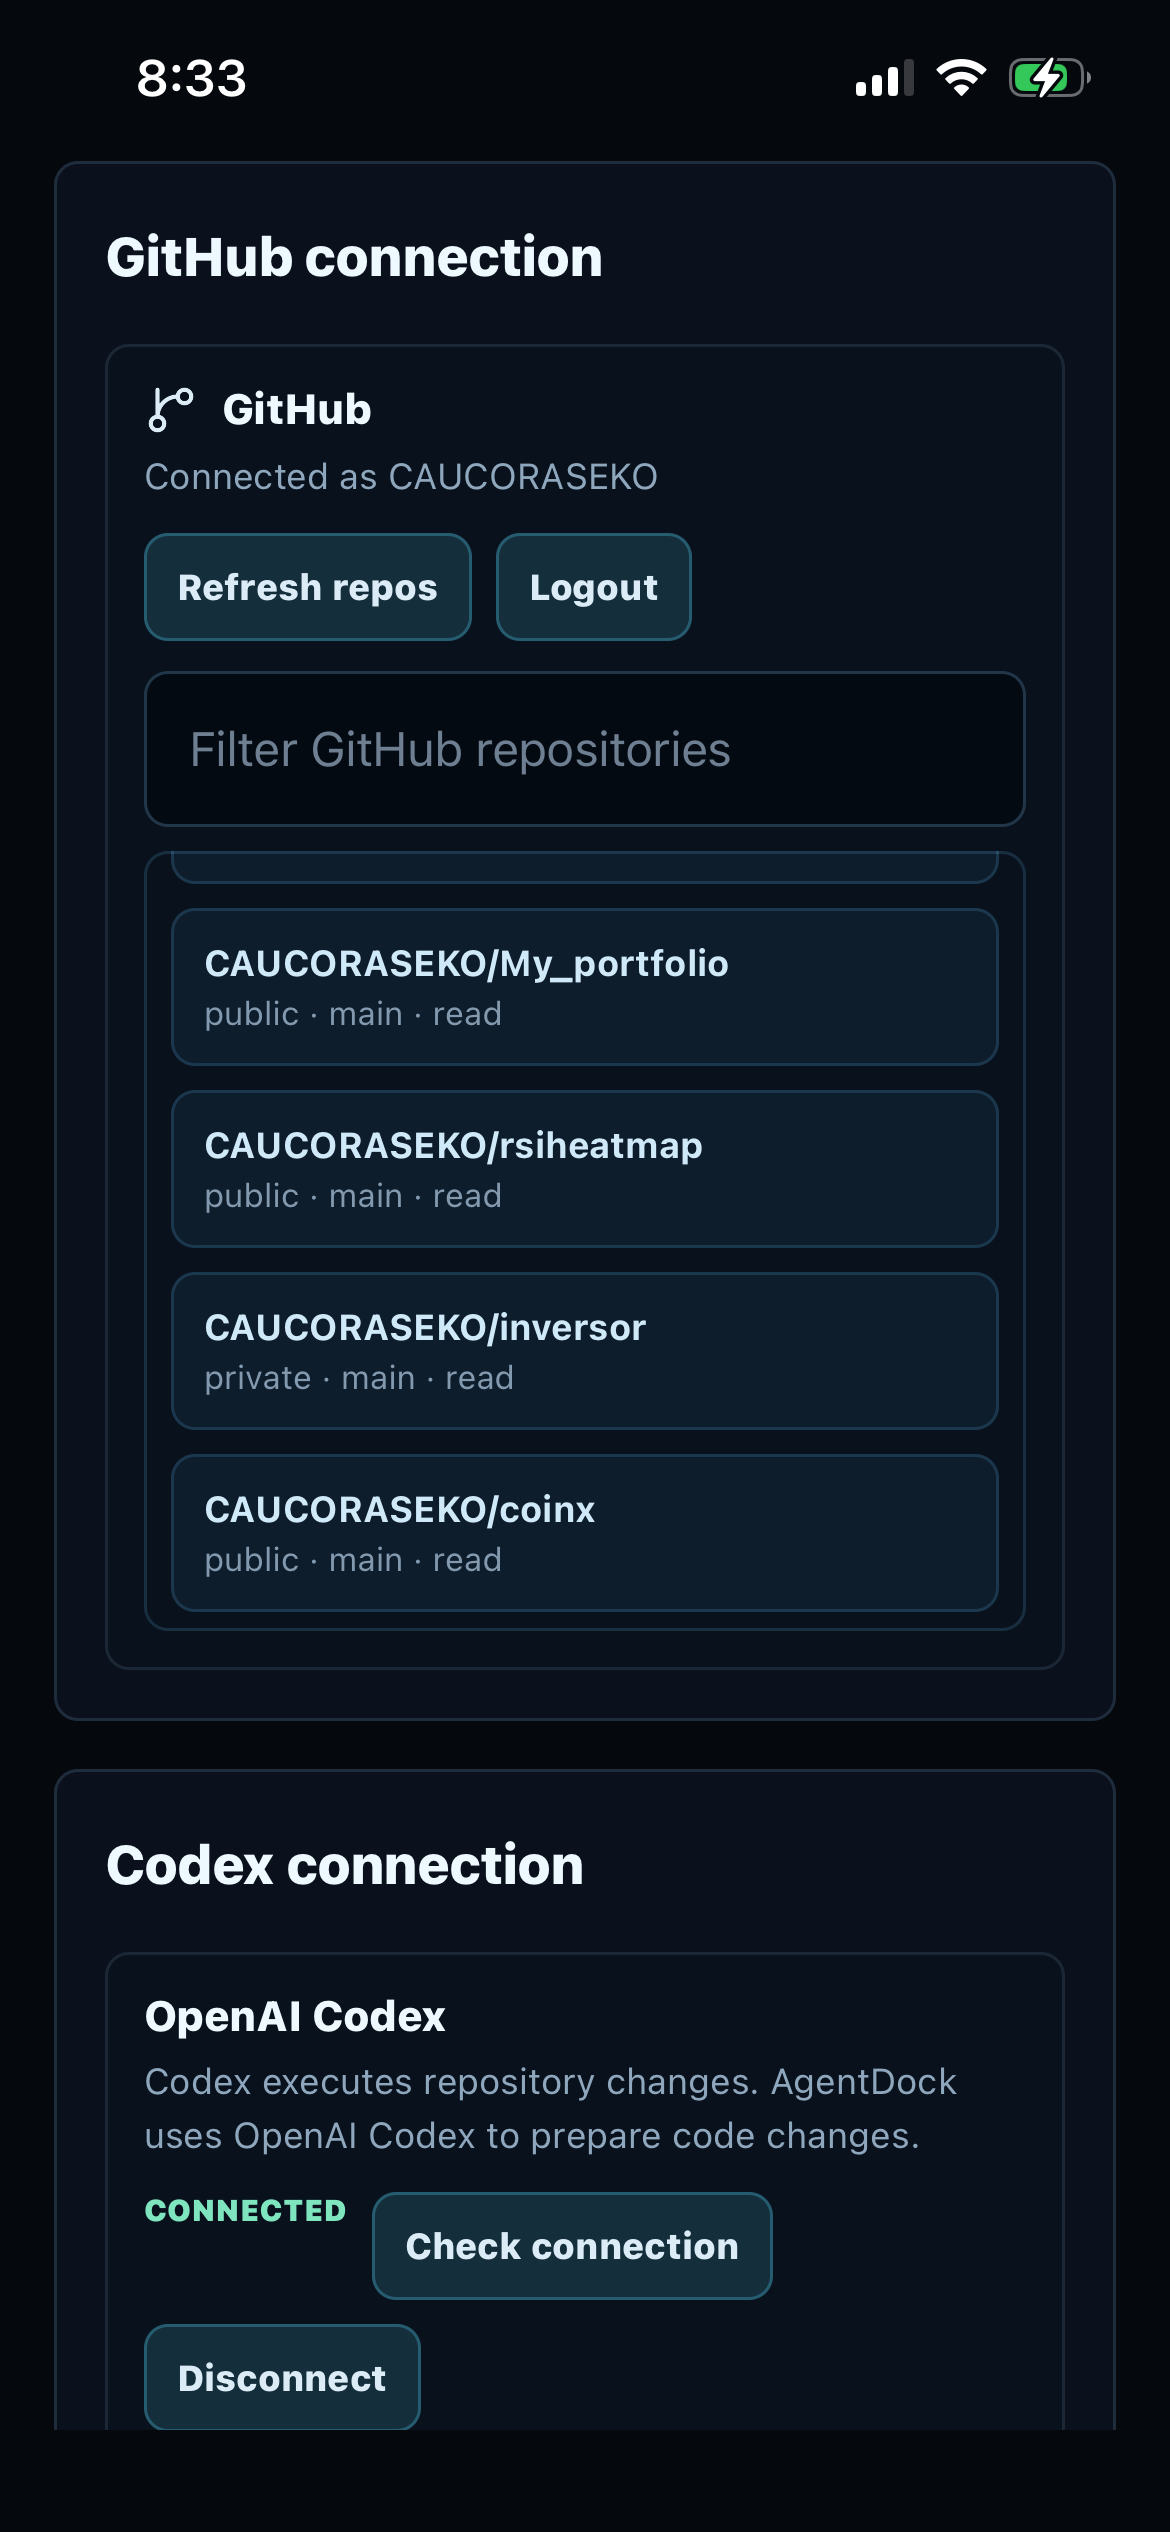 8:33
GitHub connection
GitHub
Connected as CAUCORASEKO
Refresh repos
Logout
Filter GitHub repositories
CAUCORASEKO/My_portfolio
public · main · read
CAUCORASEKO/rsiheatmap
public · main · read
CAUCORASEKO/inversor
private · main · read
CAUCORASEKO/coinx
public · main · read
Codex connection
OpenAI Codex
Codex executes repository changes. AgentDock
uses OpenAI Codex to prepare code changes.
CONNECTED
Check connection
Disconnect